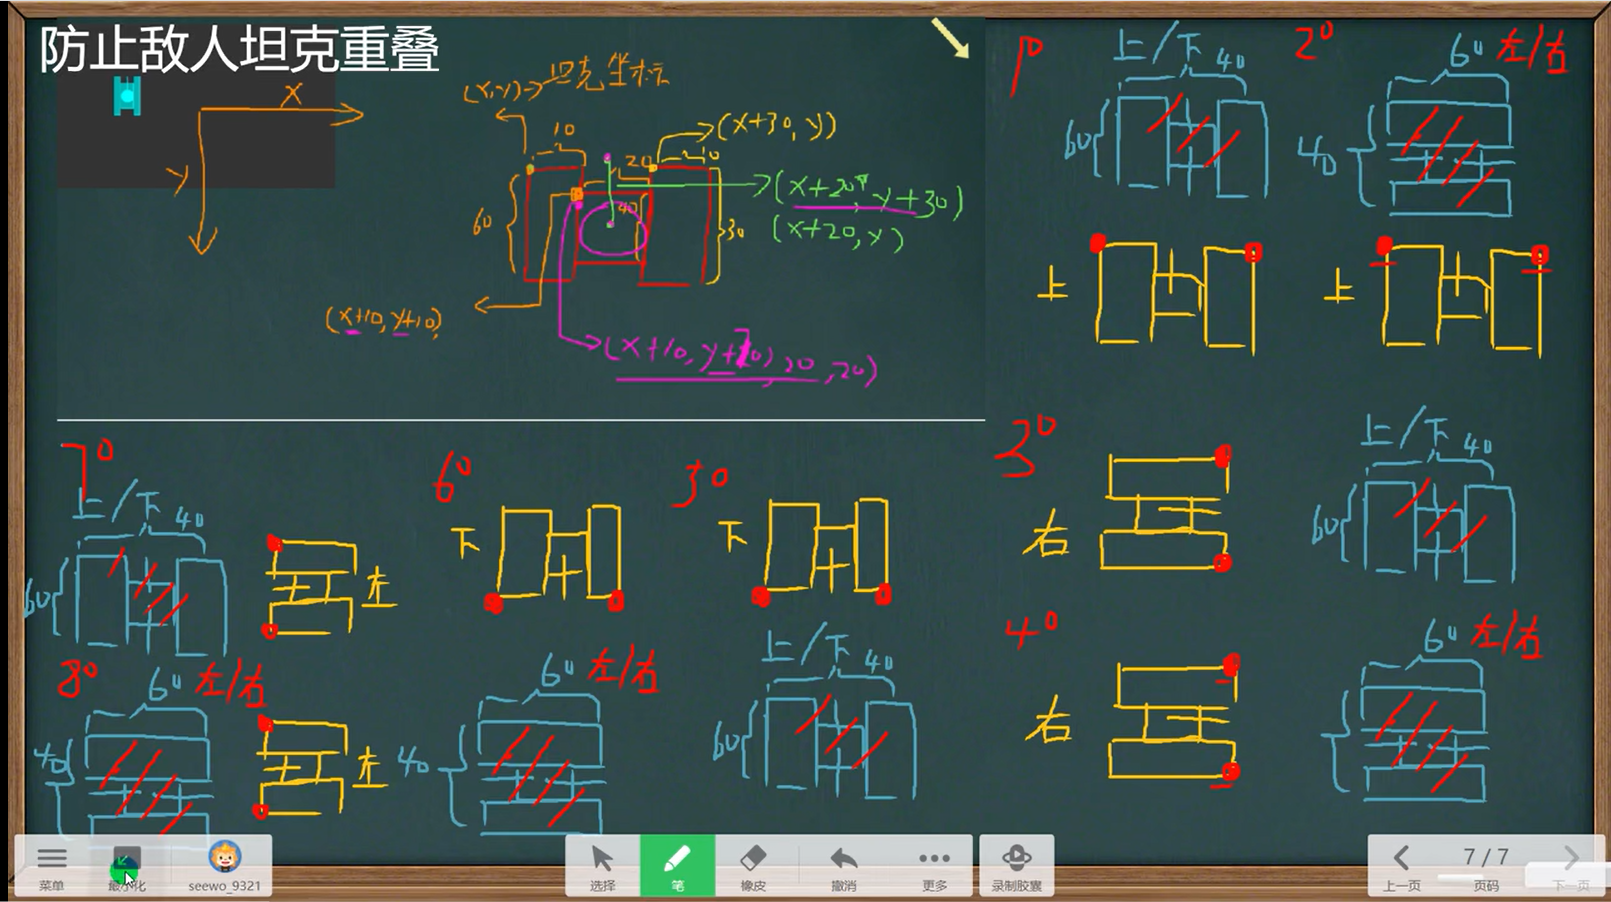 防止敌人坦克重叠
X
Y
(x,y)→坦克坐标
10
(x+30, y)
20
10
60
40
30
(x+20, y+30)
(x+20, y)
(x+10, y+10)
(x+10, y+10, 20, 20)
1°
上/下
40
60
2°
60
左/右
40
上
上
3°
右
上/下
40
60
4°
右
60
左/右
5°
下
上/下
40
60
6°
下
60
左/右
40
7°
上/下
40
60
左
8°
60
左/右
40
左
菜单
最小化
seewo_9321
选择
笔
橡皮
撤消
更多
录制胶囊
上一页
7 / 7
页码
下一页